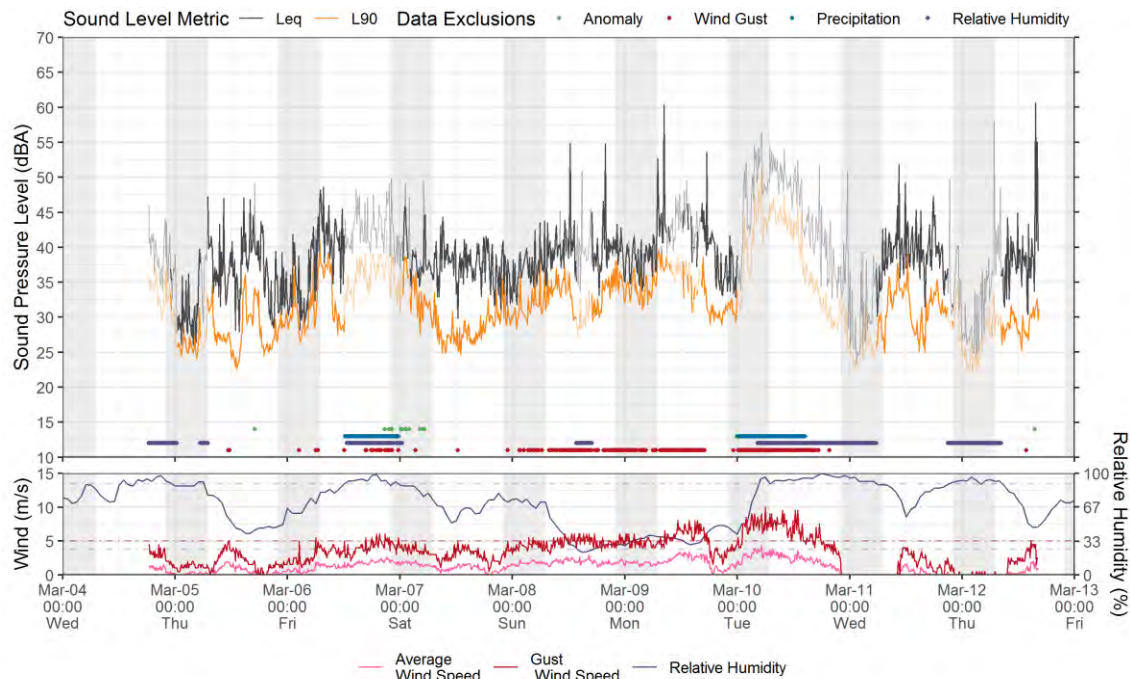 Sound Level Metric Leq L90 Data Exclusions Anomaly Wind Gust Precipitation Relative Humidity
70
65
60
55
50
45
40
35
30
25
20
15
10
Sound Pressure Level (dBA)
15
10
5
0
Wind (m/s)
100
67
33
0
Relative Humidity (%)
Mar-04 Mar-05 Mar-06 Mar-07 Mar-08 Mar-09 Mar-10 Mar-11 Mar-12 Mar-13
00:00 00:00 00:00 00:00 00:00 00:00 00:00 00:00 00:00 00:00
Wed Thu Fri Sat Sun Mon Tue Wed Thu Fri
Average Wind Speed
Gust Wind Speed
Relative Humidity